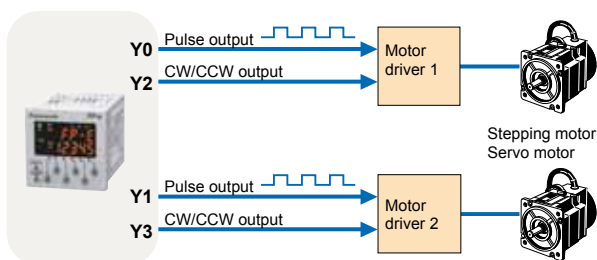 Y0 Pulse output
Motor
driver 1
Y2 CW/CCW output
Stepping motor
Servo motor
Y1 Pulse output
Motor
driver 2
Y3 CW/CCW output